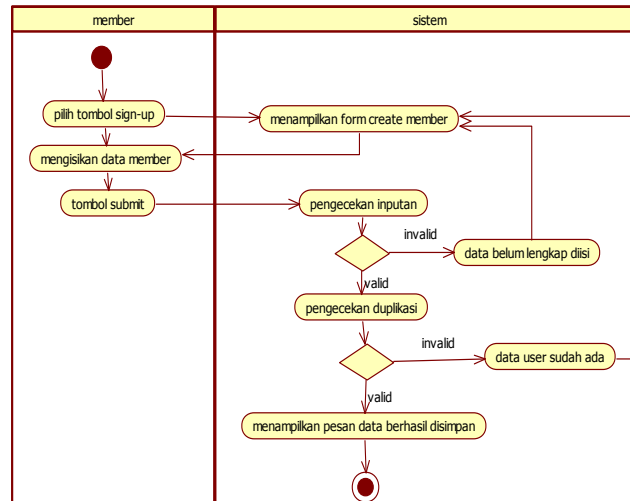 member
sistem
pilih tombol sign-up
menampilkan form create member
mengisikan data member
tombol submit
pengecekan inputan
invalid
data belum lengkap diisi
valid
pengecekan duplikasi
invalid
data user sudah ada
valid
menampilkan pesan data berhasil disimpan